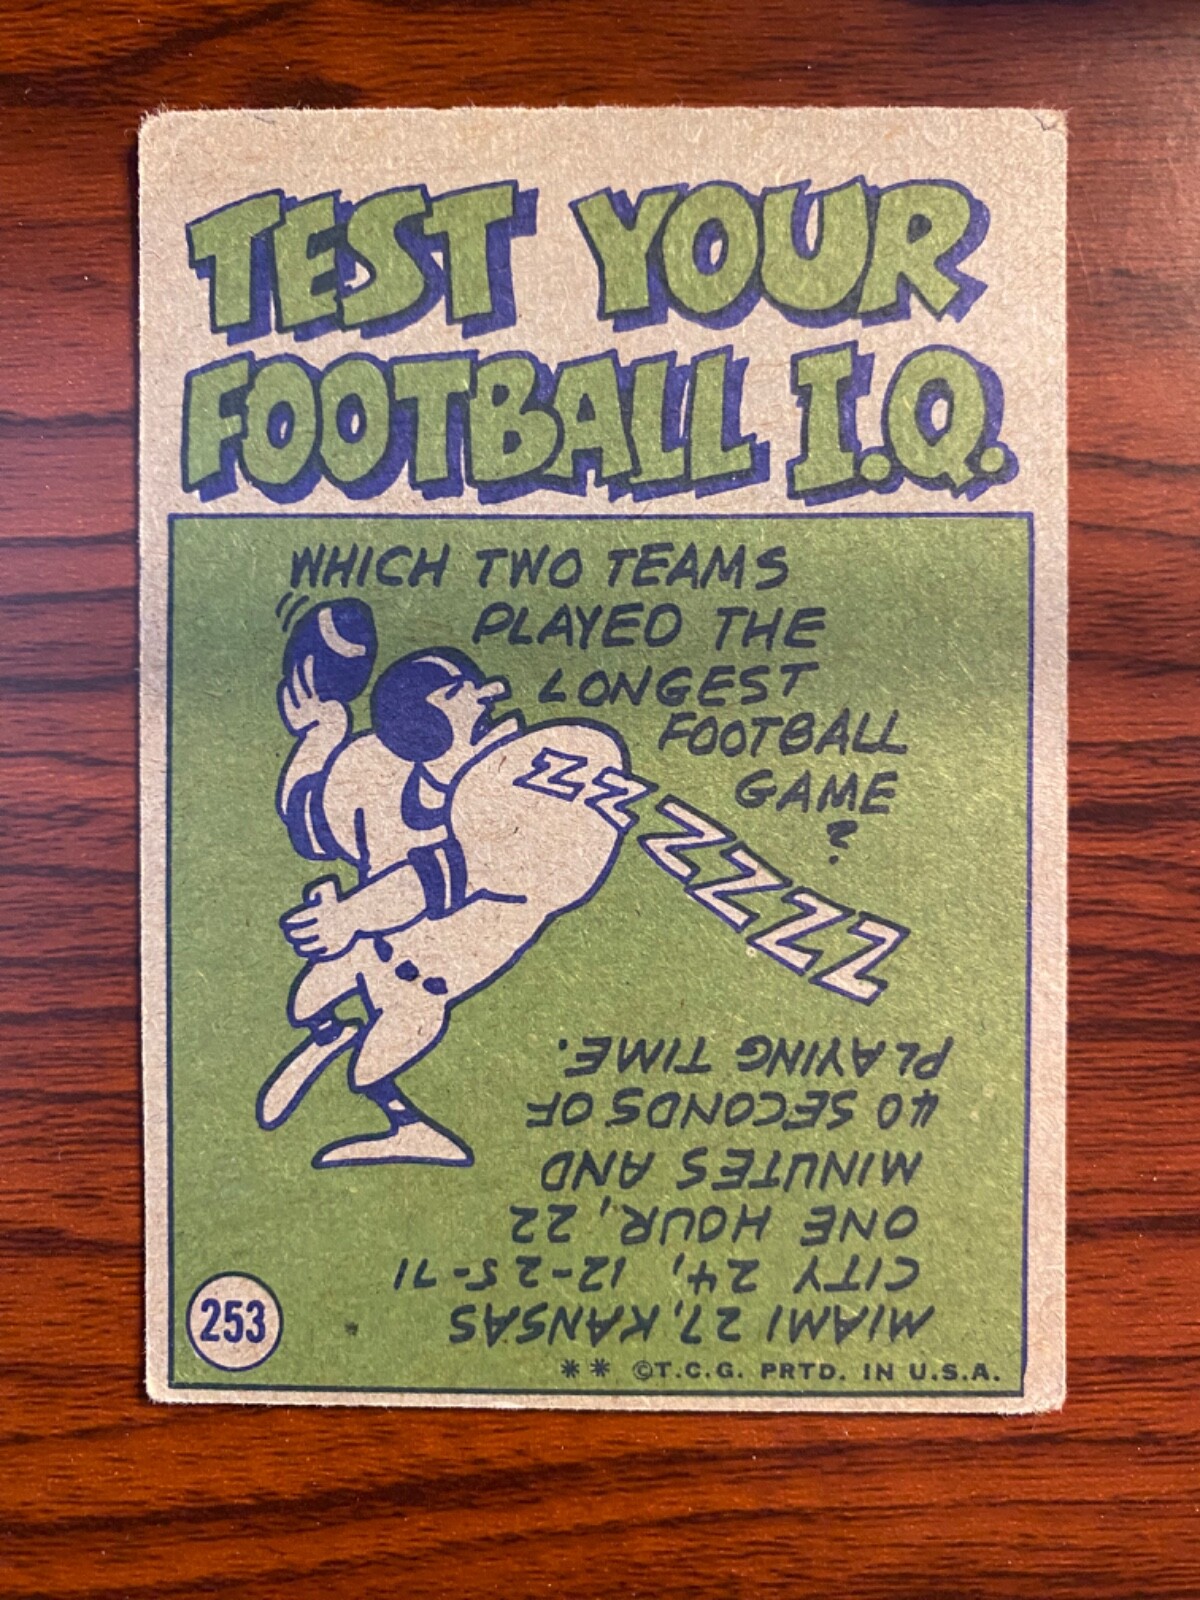 TEST YOUR
FOOTBALL I.Q.
WHICH TWO TEAMS
PLAYED THE
LONGEST
FOOTBALL
GAME
?
ZZZZZZZ
MIAMI 27, KANSAS
CITY 24, 12-25-71
ONE HOUR, 22
MINUTES AND
40 SECONDS OF
PLAYING TIME.
253
** ©T.C.G. PRTD. IN U.S.A.